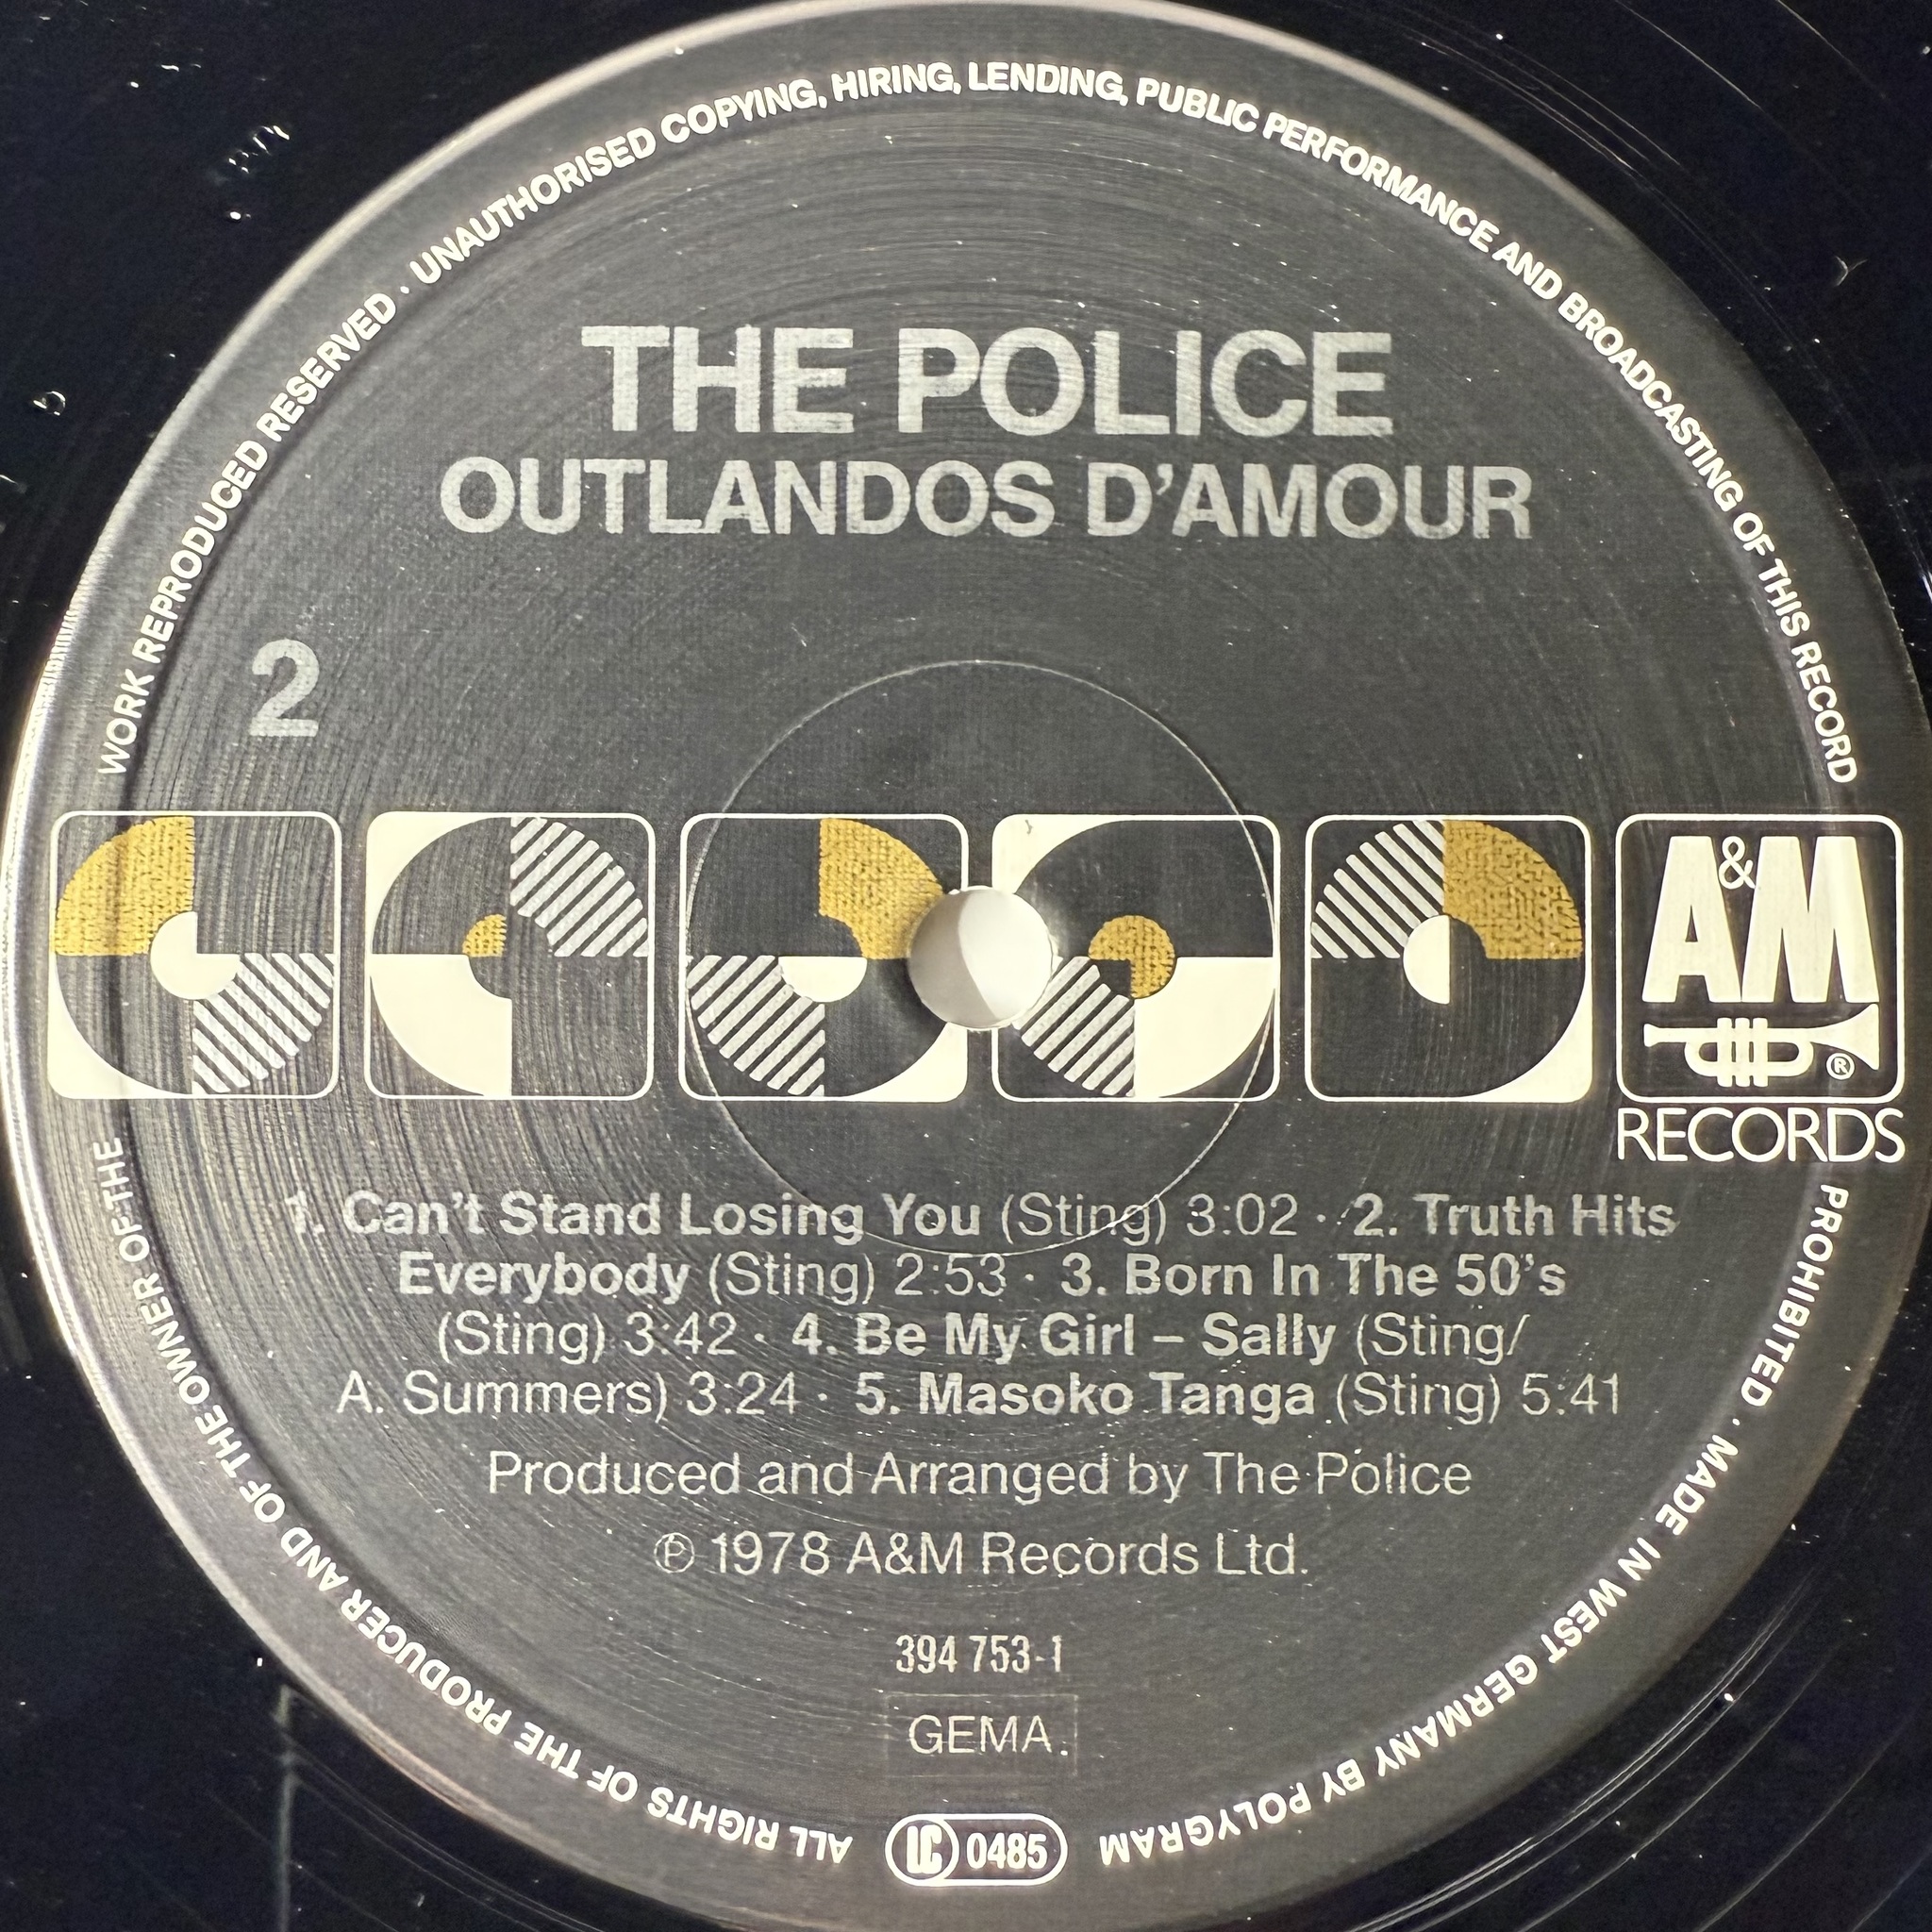 WORK REPRODUCED RESERVED · UNAUTHORISED COPYING, HIRING, LENDING, PUBLIC PERFORMANCE AND BROADCASTING OF THIS RECORD
THE POLICE
OUTLANDOS D'AMOUR
2
A&M
®
RECORDS
1. Can't Stand Losing You (Sting) 3:02 · 2. Truth Hits
Everybody (Sting) 2:53 · 3. Born In The 50's
(Sting) 3:42 · 4. Be My Girl – Sally (Sting/
A. Summers) 3:24 · 5. Masoko Tanga (Sting) 5:41
Produced and Arranged by The Police
℗ 1978 A&M Records Ltd.
394 753-1
GEMA
LC 0485
PROHIBITED · MADE IN WEST GERMANY BY POLYGRAM
ALL RIGHTS OF THE PRODUCER AND OF THE OWNER OF THE